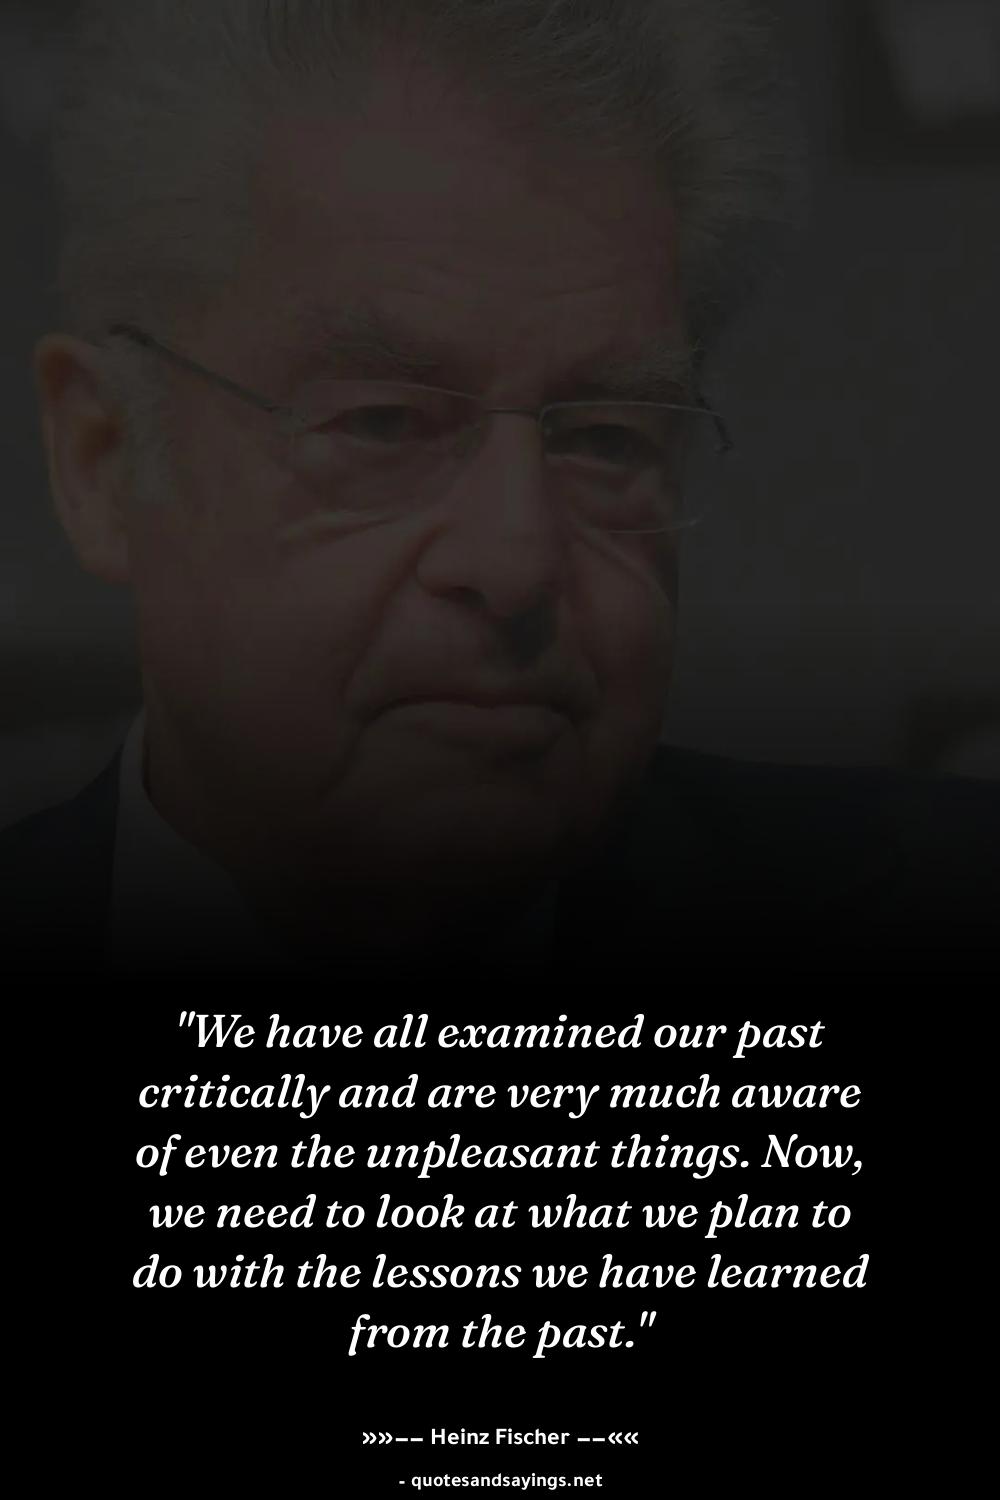 "We have all examined our past
critically and are very much aware
of even the unpleasant things. Now,
we need to look at what we plan to
do with the lessons we have learned
from the past."
»»–– Heinz Fischer ––««
- quotesandsayings.net